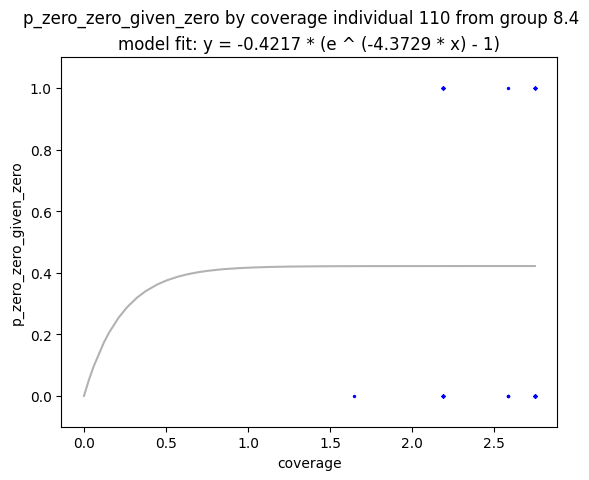 p_zero_zero_given_zero by coverage individual 110 from group 8.4
model fit: y = -0.4217 * (e ^ (-4.3729 * x) - 1)
1.0
0.8
0.6
0.4
0.2
0.0
p_zero_zero_given_zero
0.0 0.5 1.0 1.5 2.0 2.5
coverage